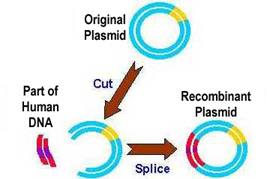 Original
Plasmid
Cut
Part of
Human
DNA
Recombinant
Plasmid
Splice